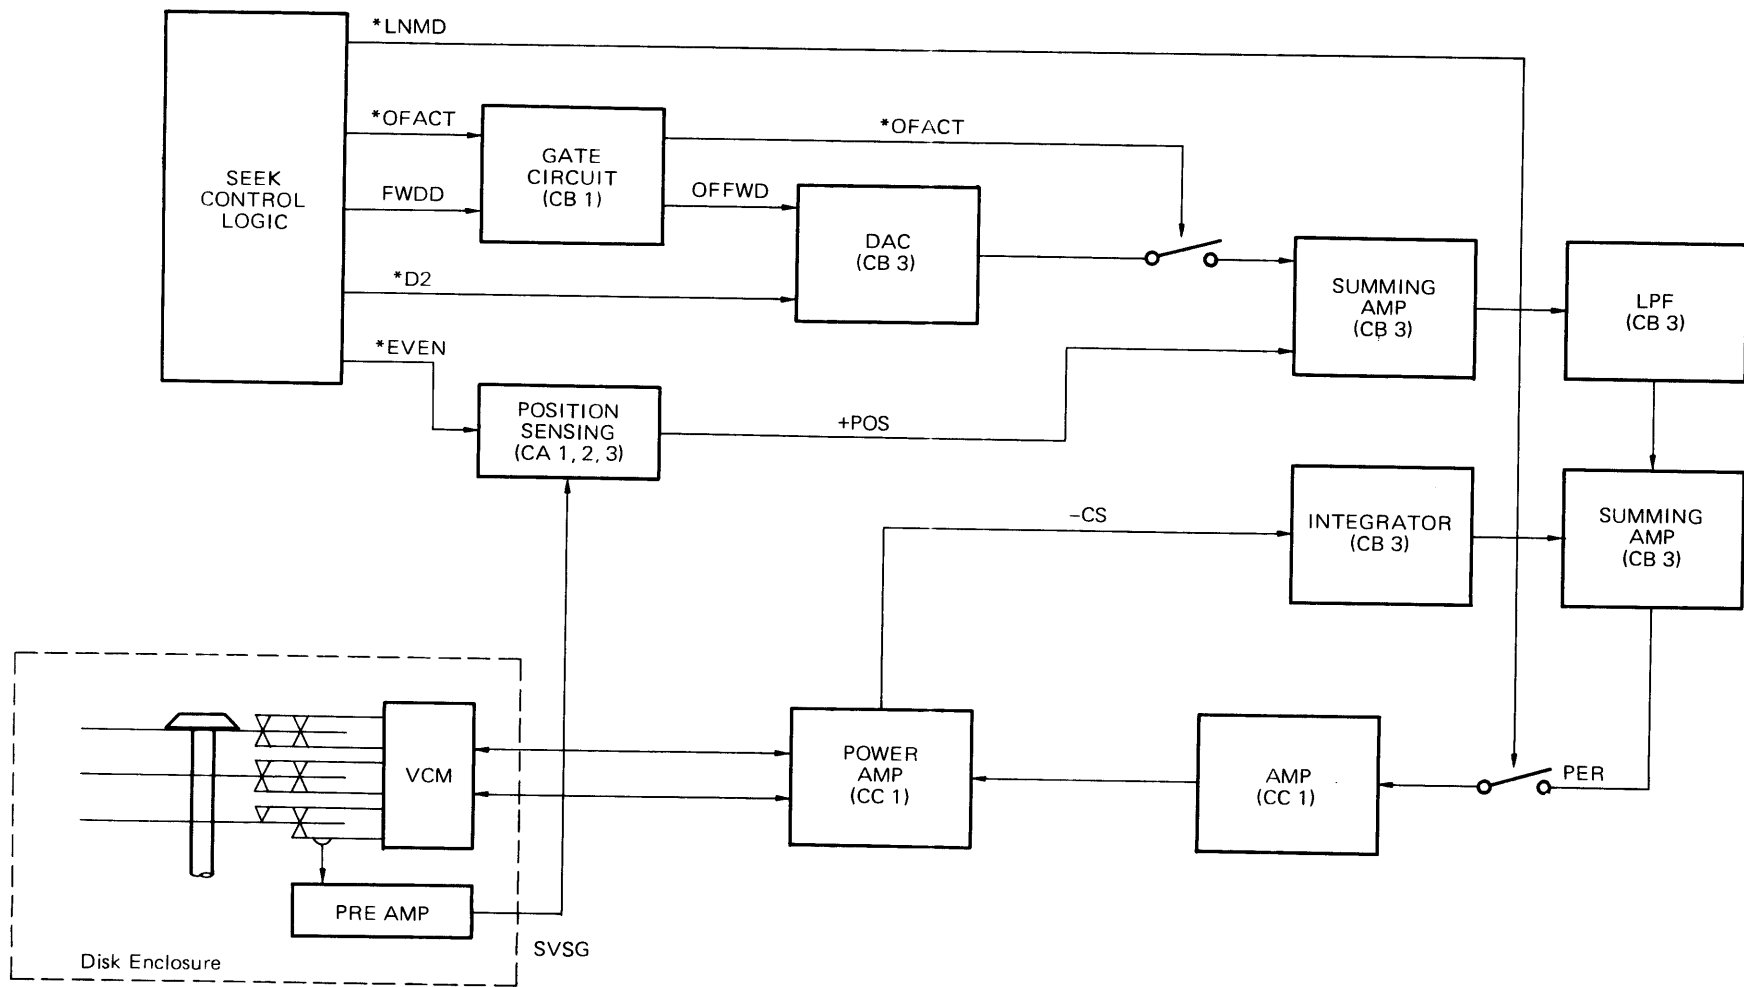 *LNMD
*OFACT
*OFACT
GATE
CIRCUIT
(CB 1)
SEEK
CONTROL
LOGIC
FWDD
OFFWD
DAC
(CB 3)
*D2
SUMMING
AMP
(CB 3)
LPF
(CB 3)
*EVEN
POSITION
SENSING
(CA 1, 2, 3)
+POS
-CS
INTEGRATOR
(CB 3)
SUMMING
AMP
(CB 3)
VCM
POWER
AMP
(CC 1)
AMP
(CC 1)
PER
PRE AMP
SVSG
Disk Enclosure